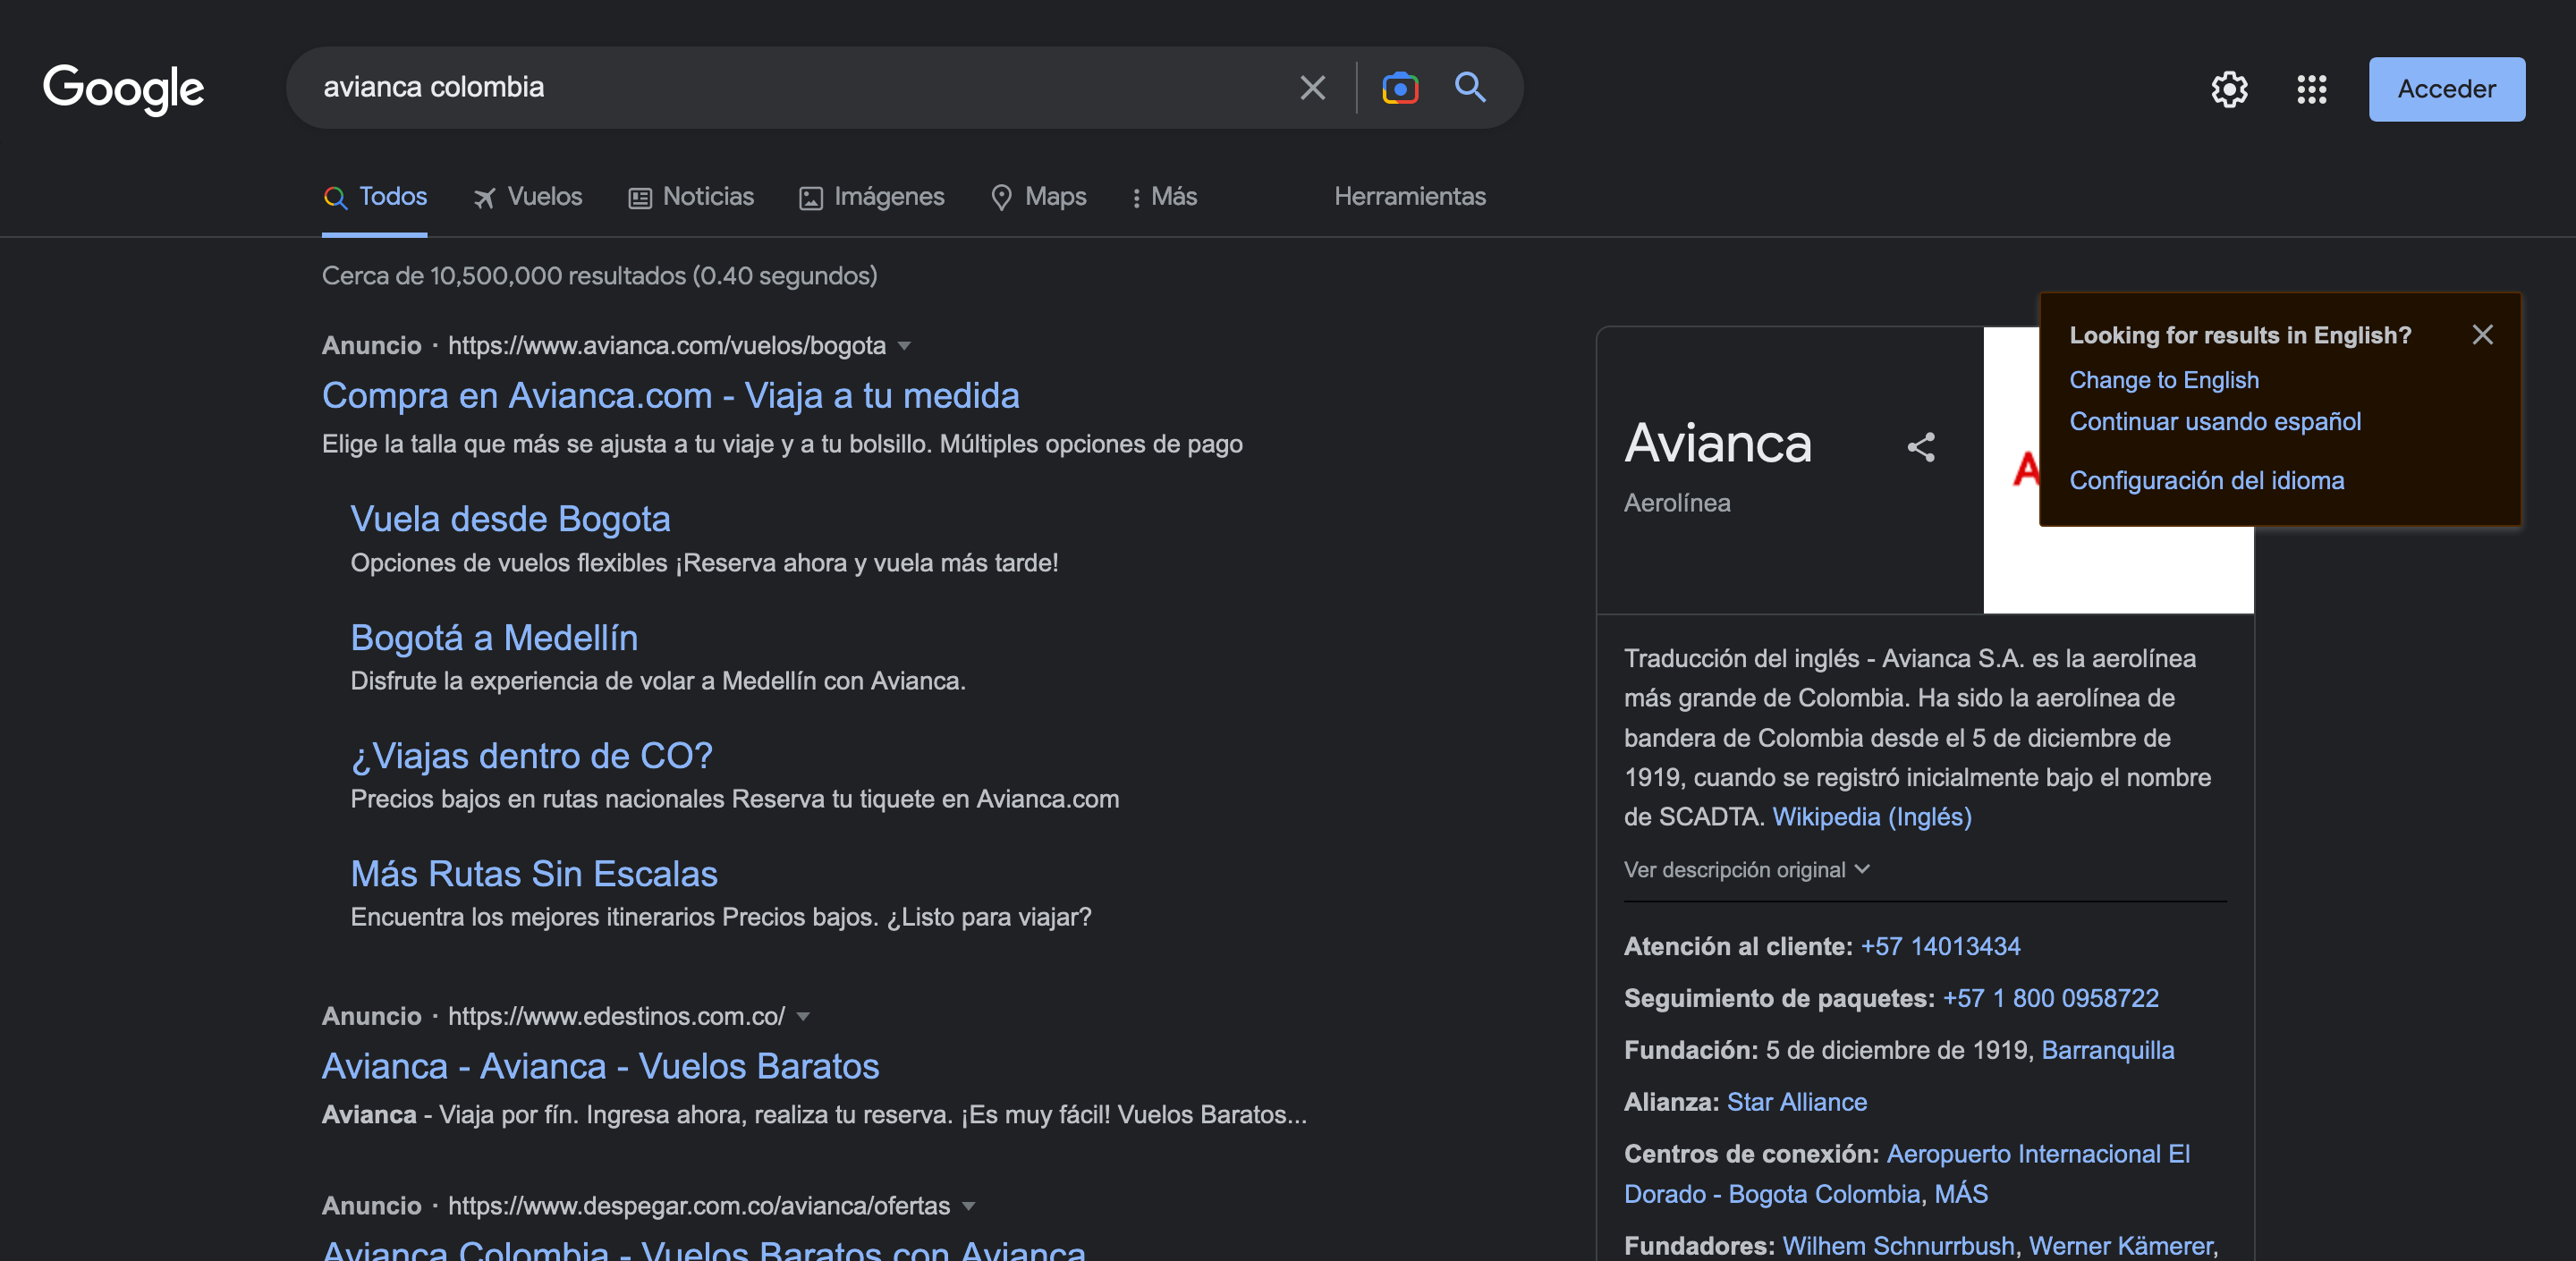 Google
avianca colombia
Acceder
Todos
Vuelos
Noticias
Imágenes
Maps
Más
Herramientas
Cerca de 10,500,000 resultados (0.40 segundos)
Anuncio · https://www.avianca.com/vuelos/bogota
Compra en Avianca.com - Viaja a tu medida
Elige la talla que más se ajusta a tu viaje y a tu bolsillo. Múltiples opciones de pago
Vuela desde Bogota
Opciones de vuelos flexibles ¡Reserva ahora y vuela más tarde!
Bogotá a Medellín
Disfrute la experiencia de volar a Medellín con Avianca.
¿Viajas dentro de CO?
Precios bajos en rutas nacionales Reserva tu tiquete en Avianca.com
Más Rutas Sin Escalas
Encuentra los mejores itinerarios Precios bajos. ¿Listo para viajar?
Anuncio · https://www.edestinos.com.co/
Avianca - Avianca - Vuelos Baratos
Avianca - Viaja por fín. Ingresa ahora, realiza tu reserva. ¡Es muy fácil! Vuelos Baratos...
Anuncio · https://www.despegar.com.co/avianca/ofertas
Avianca Colombia - Vuelos Baratos con Avianca
Looking for results in English?
Change to English
Continuar usando español
Configuración del idioma
Avianca
Aerolínea
A
Traducción del inglés - Avianca S.A. es la aerolínea
más grande de Colombia. Ha sido la aerolínea de
bandera de Colombia desde el 5 de diciembre de
1919, cuando se registró inicialmente bajo el nombre
de SCADTA. Wikipedia (Inglés)
Ver descripción original
Atención al cliente: +57 14013434
Seguimiento de paquetes: +57 1 800 0958722
Fundación: 5 de diciembre de 1919, Barranquilla
Alianza: Star Alliance
Centros de conexión: Aeropuerto Internacional El
Dorado - Bogota Colombia, MÁS
Fundadores: Wilhem Schnurrbush, Werner Kämerer,